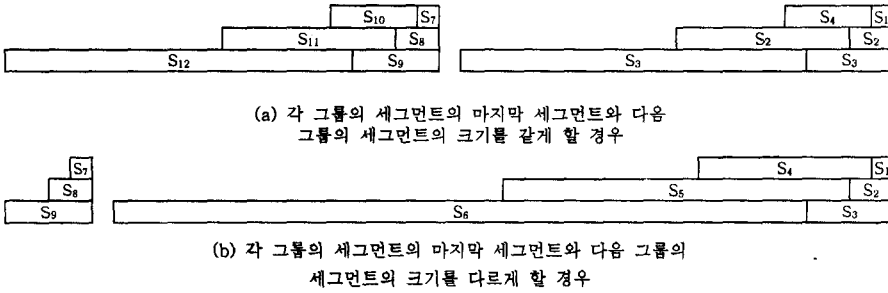 S10 S7 S4 S1
S11 S8 S2 S2
S12 S9 S3 S3
(a) 각 그룹의 세그먼트의 마지막 세그먼트와 다음
그룹의 세그먼트의 크기를 같게 할 경우
S7 S4 S1
S8 S5 S2
S9 S6 S3
(b) 각 그룹의 세그먼트의 마지막 세그먼트와 다음 그룹의
세그먼트의 크기를 다르게 할 경우